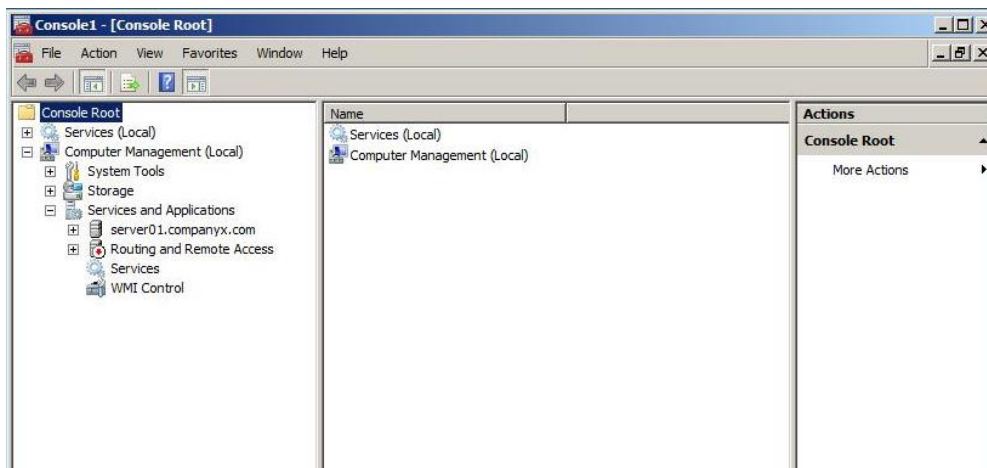 Console1 - [Console Root]
File Action View Favorites Window Help
Console Root
Services (Local)
Computer Management (Local)
System Tools
Storage
Services and Applications
server01.companyx.com
Routing and Remote Access
Services
WMI Control
Name
Services (Local)
Computer Management (Local)
Actions
Console Root
More Actions